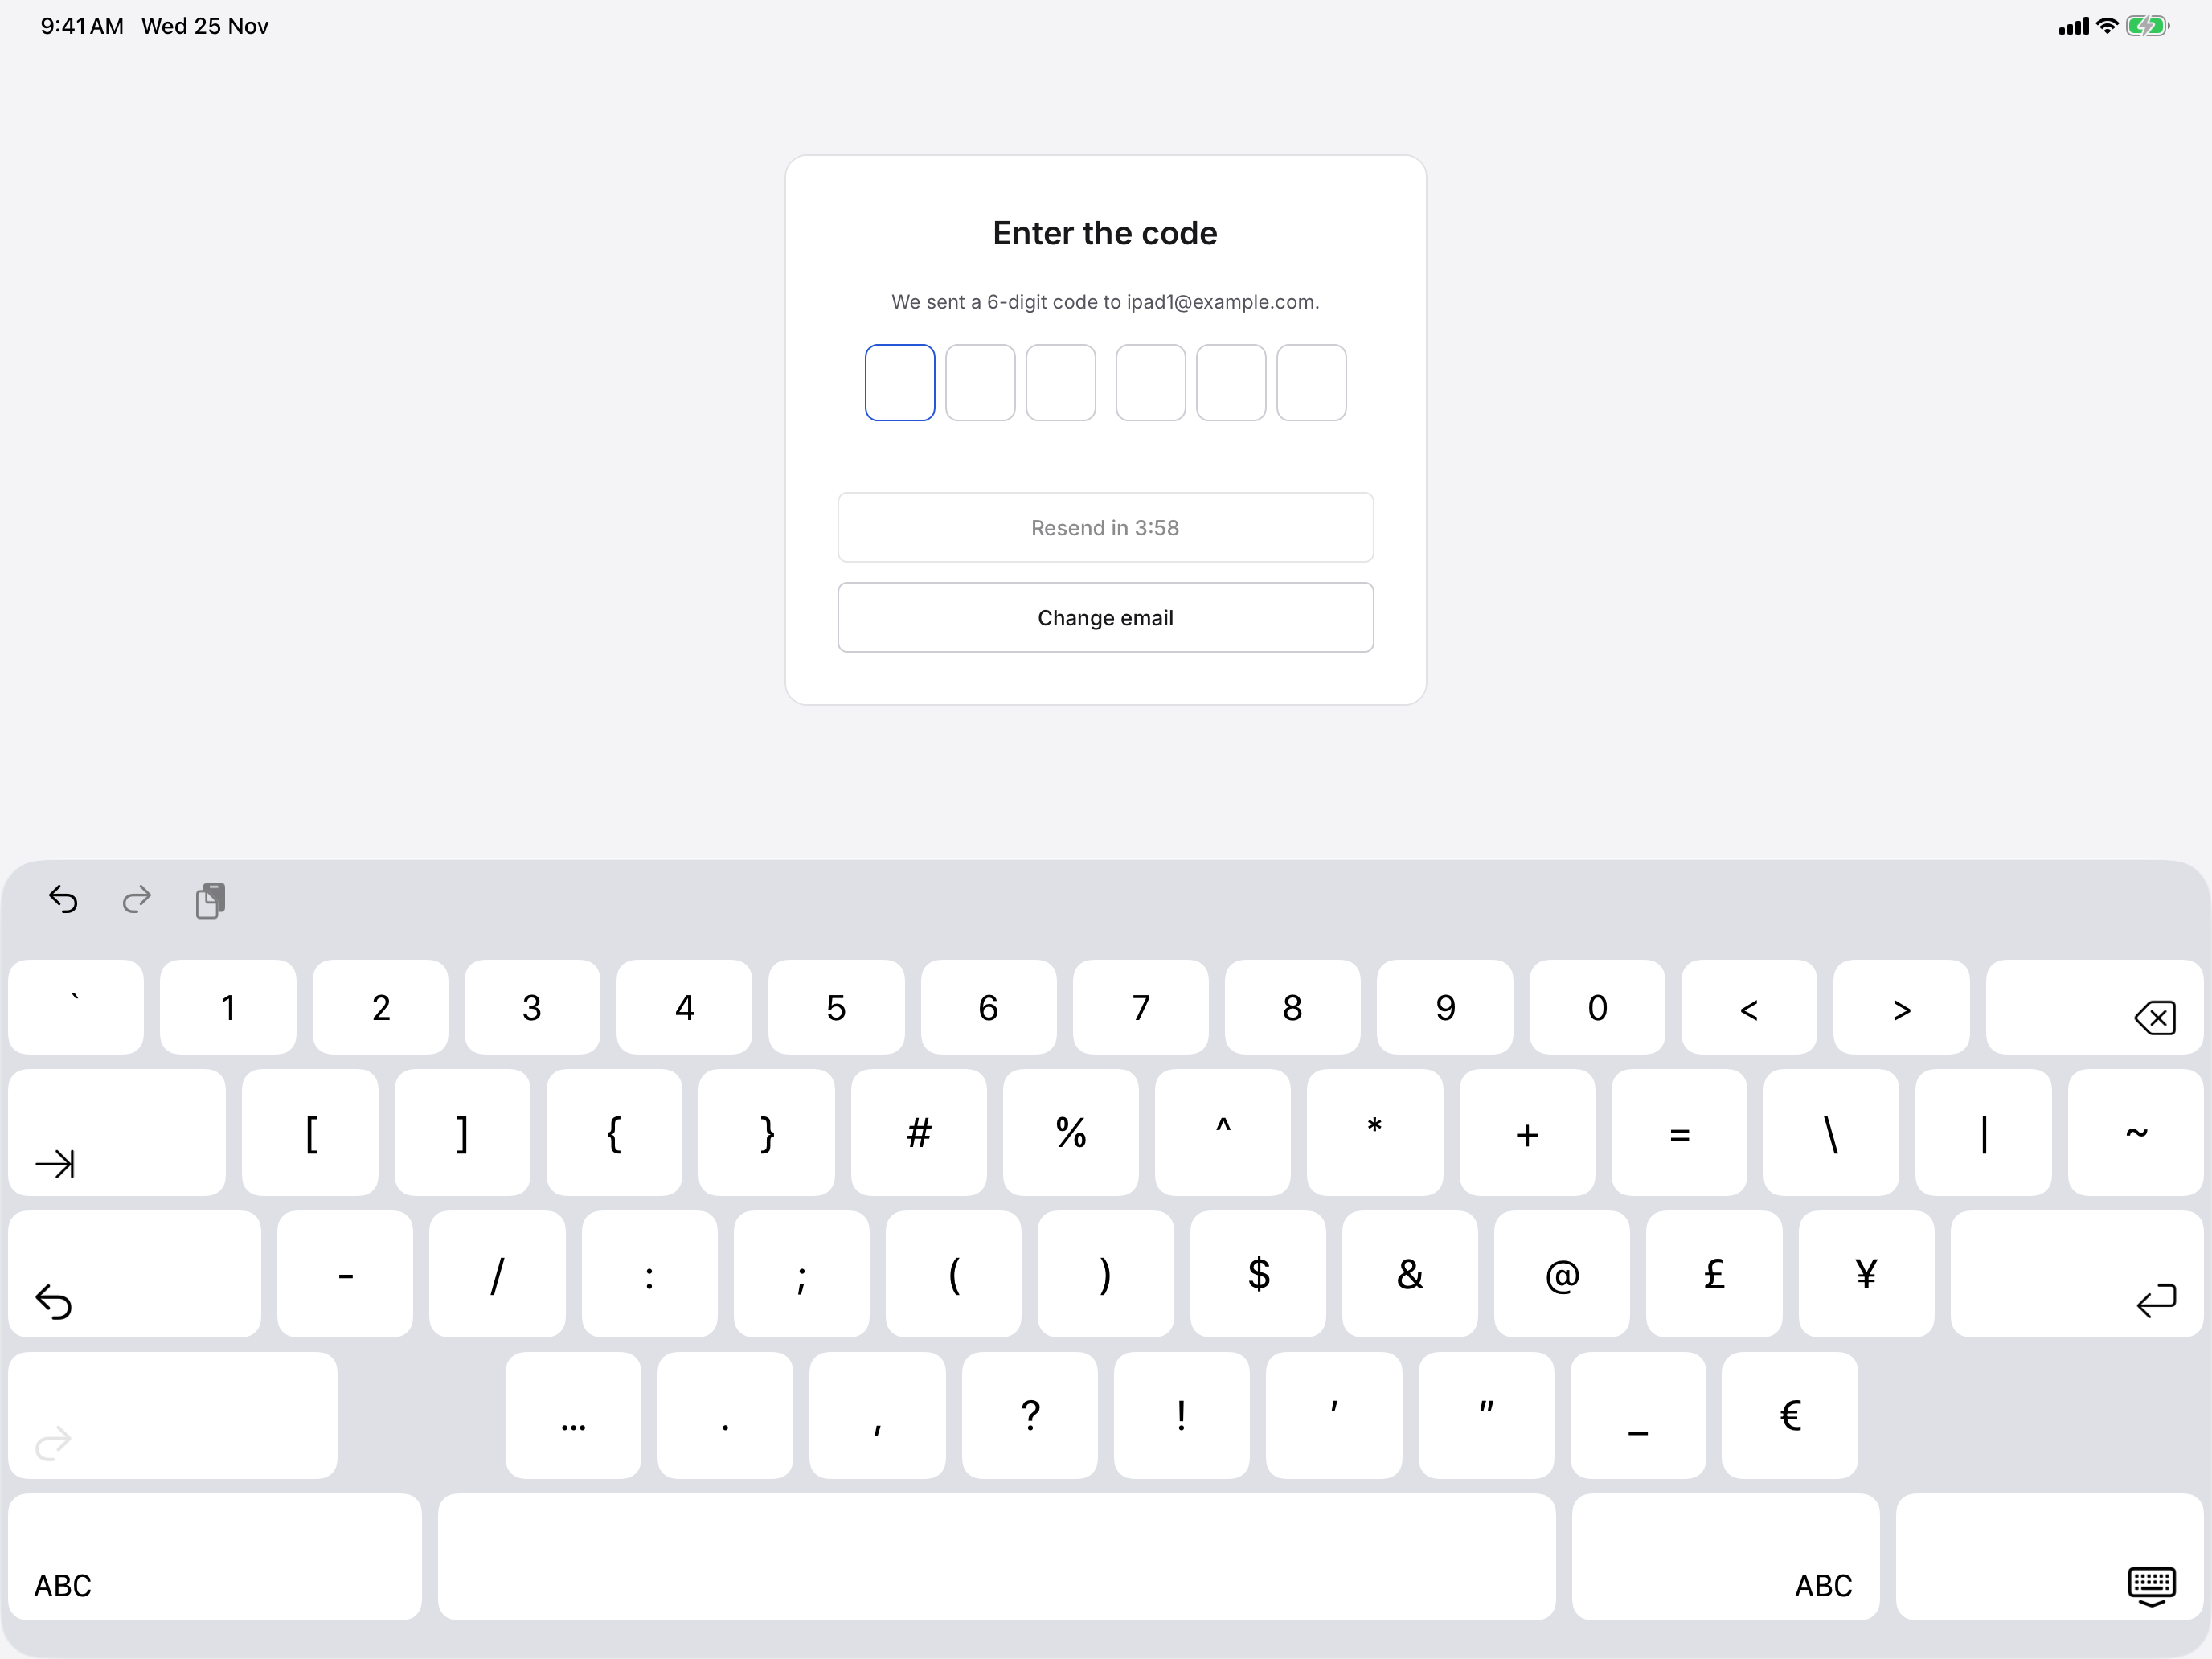 9:41 AM Wed 25 Nov
Enter the code
We sent a 6-digit code to ipad1@example.com.
Resend in 3:58
Change email
` 1 2 3 4 5 6 7 8 9 0 < >
[ ] { } # % ^ * + = \ | ~
- / : ; ( ) $ & @ £ ¥
… . , ? ! ' " _ €
ABC ABC